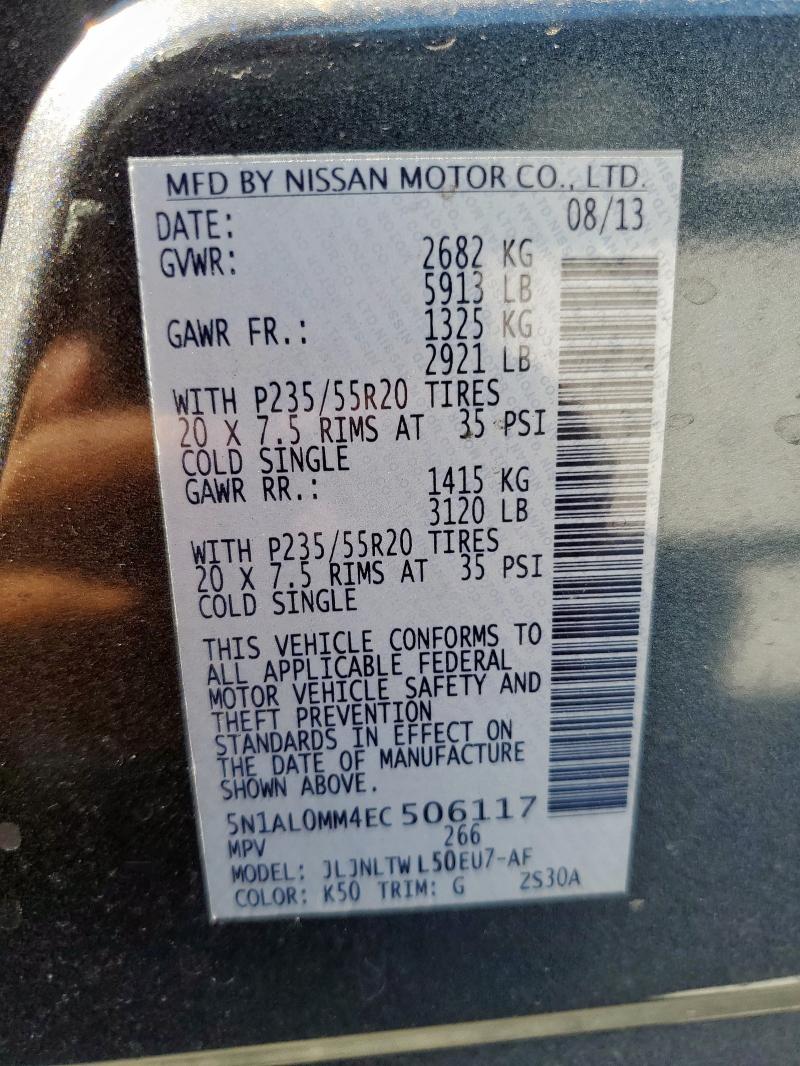 MFD BY NISSAN MOTOR CO., LTD.
DATE: 08/13
GVWR: 2682 KG
5913 LB
GAWR FR.: 1325 KG
2921 LB
WITH P235/55R20 TIRES
20 X 7.5 RIMS AT 35 PSI
COLD SINGLE
GAWR RR.: 1415 KG
3120 LB
WITH P235/55R20 TIRES
20 X 7.5 RIMS AT 35 PSI
COLD SINGLE
THIS VEHICLE CONFORMS TO
ALL APPLICABLE FEDERAL
MOTOR VEHICLE SAFETY AND
THEFT PREVENTION
STANDARDS IN EFFECT ON
THE DATE OF MANUFACTURE
SHOWN ABOVE.
5N1AL0MM4EC 506117
MPV 266
MODEL: JLJNLTW L50EU7-AF
COLOR: K50 TRIM: G 2S30A